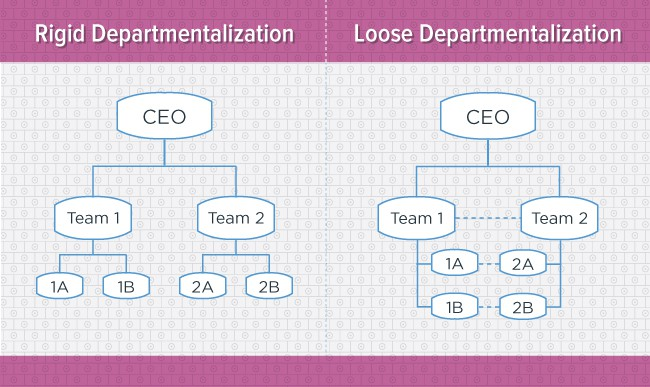 Rigid Departmentalization
CEO
Team 1
Team 2
1A
1B
2A
2B
Loose Departmentalization
CEO
Team 1
Team 2
1A
2A
1B
2B